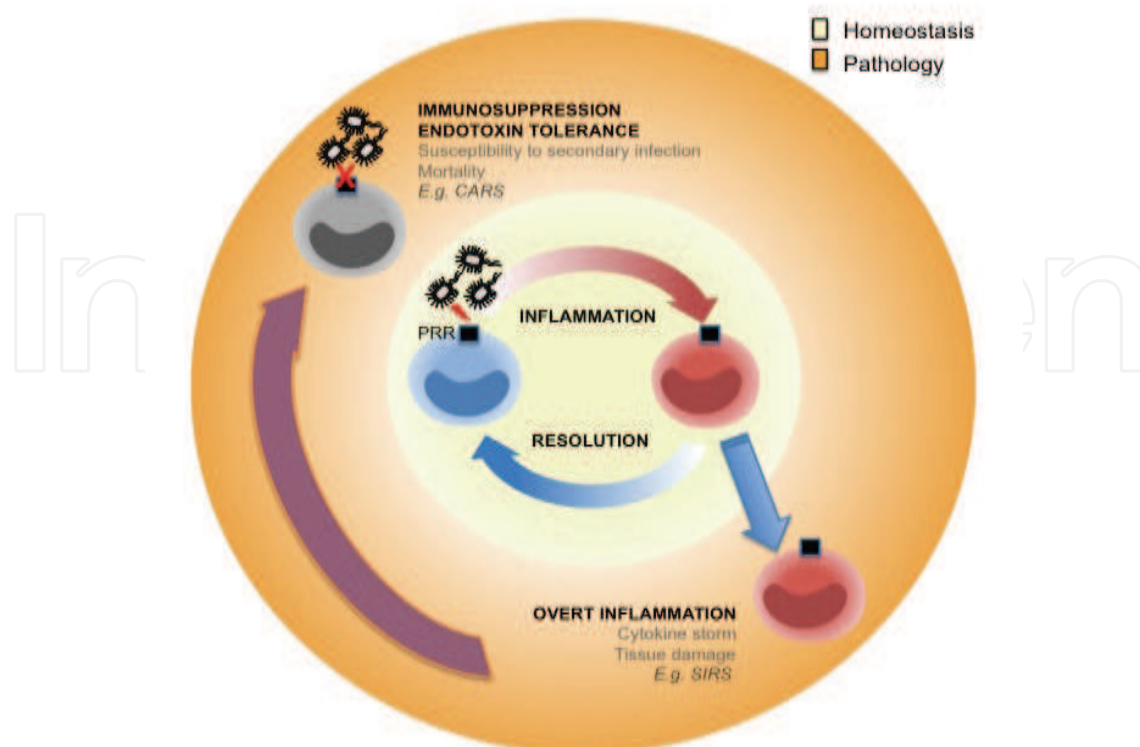 Homeostasis
Pathology
IMMUNOSUPPRESSION
ENDOTOXIN TOLERANCE
Susceptibility to secondary infection
Mortality
E.g. CARS
INFLAMMATION
PRR
RESOLUTION
OVERT INFLAMMATION
Cytokine storm
Tissue damage
E.g. SIRS